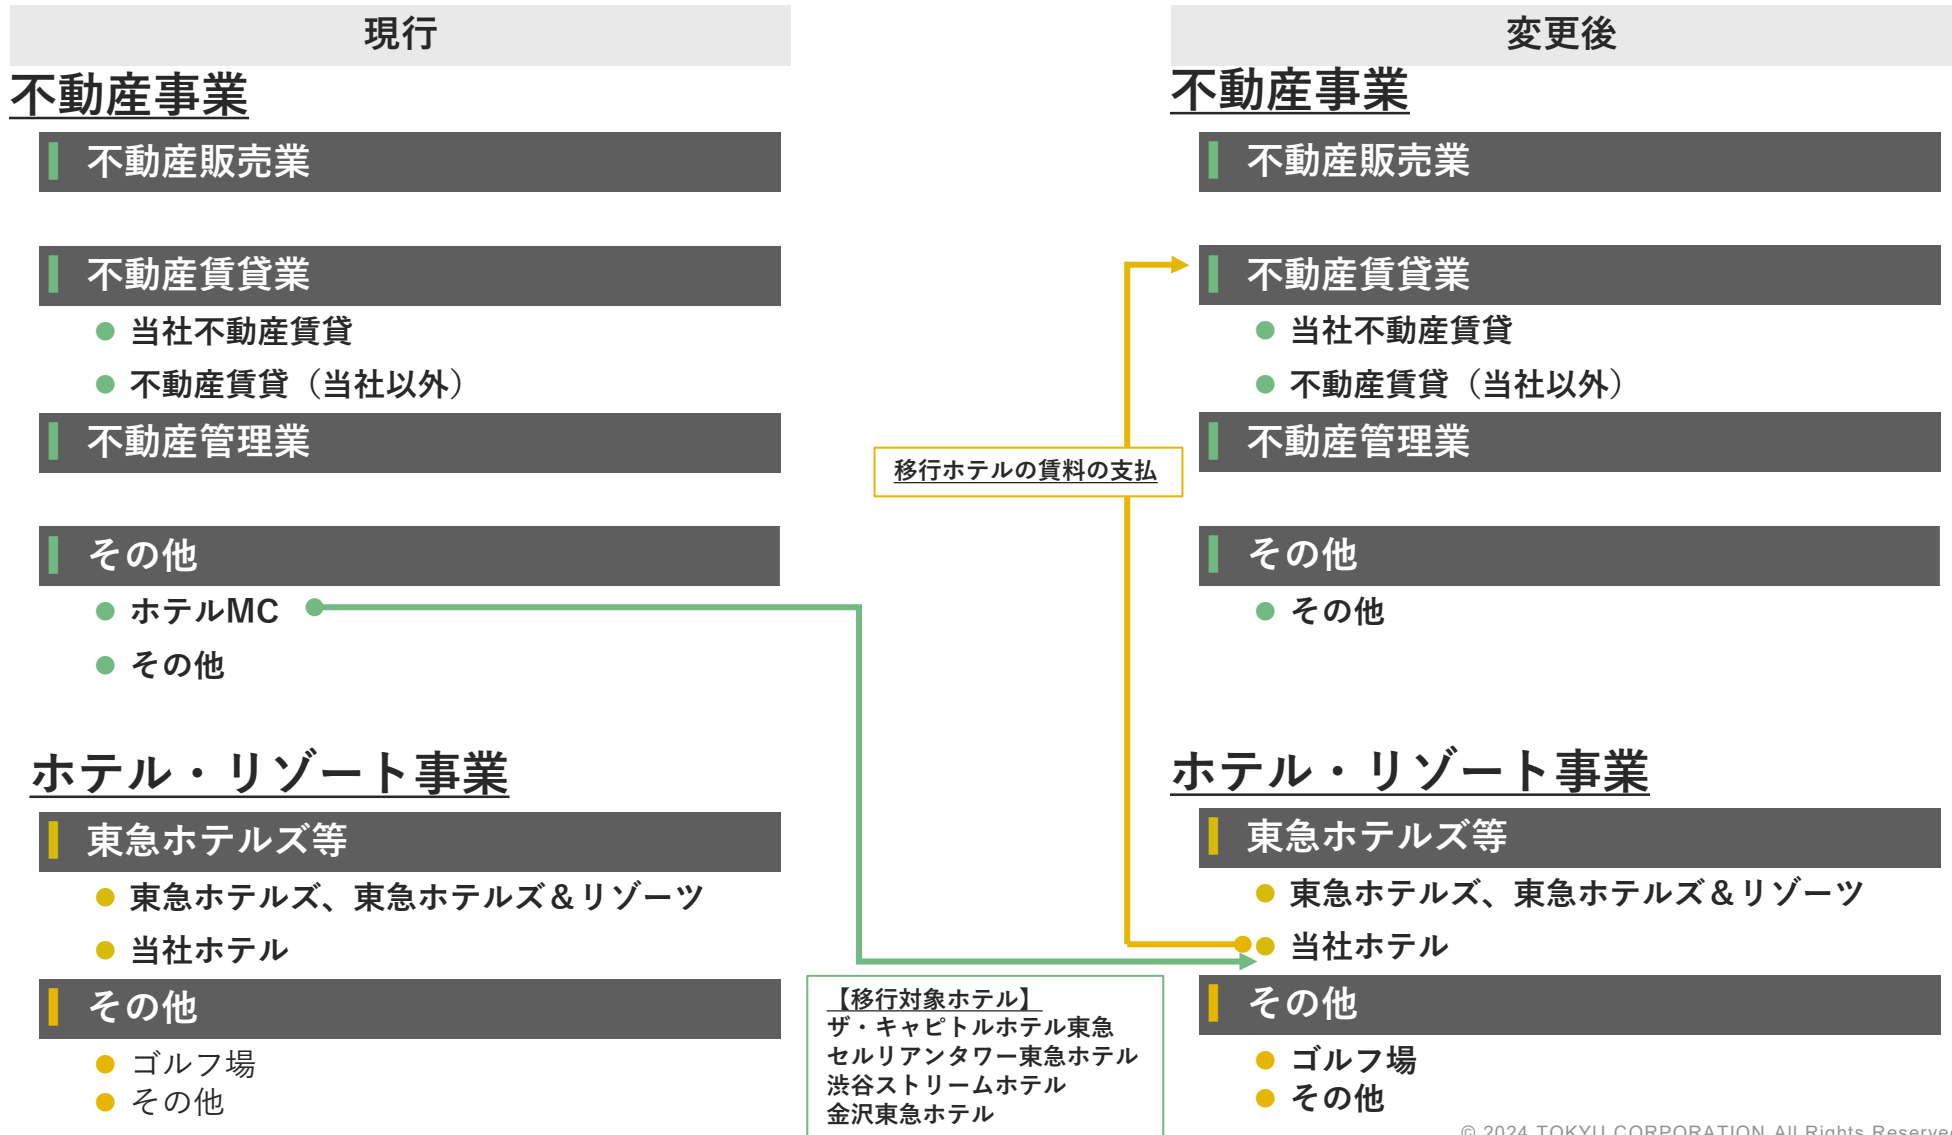 現行
不動産事業
不動産販売業
不動産賃貸業
当社不動産賃貸
不動産賃貸（当社以外）
不動産管理業
その他
ホテルMC
その他
ホテル・リゾート事業
東急ホテルズ等
東急ホテルズ、東急ホテルズ＆リゾーツ
当社ホテル
その他
ゴルフ場
その他
移行ホテルの賃料の支払
【移行対象ホテル】
ザ・キャピトルホテル東急
セルリアンタワー東急ホテル
渋谷ストリームホテル
金沢東急ホテル
変更後
不動産事業
不動産販売業
不動産賃貸業
当社不動産賃貸
不動産賃貸（当社以外）
不動産管理業
その他
その他
ホテル・リゾート事業
東急ホテルズ等
東急ホテルズ、東急ホテルズ＆リゾーツ
当社ホテル
その他
ゴルフ場
その他
© 2024 TOKYU CORPORATION All Rights Reserved